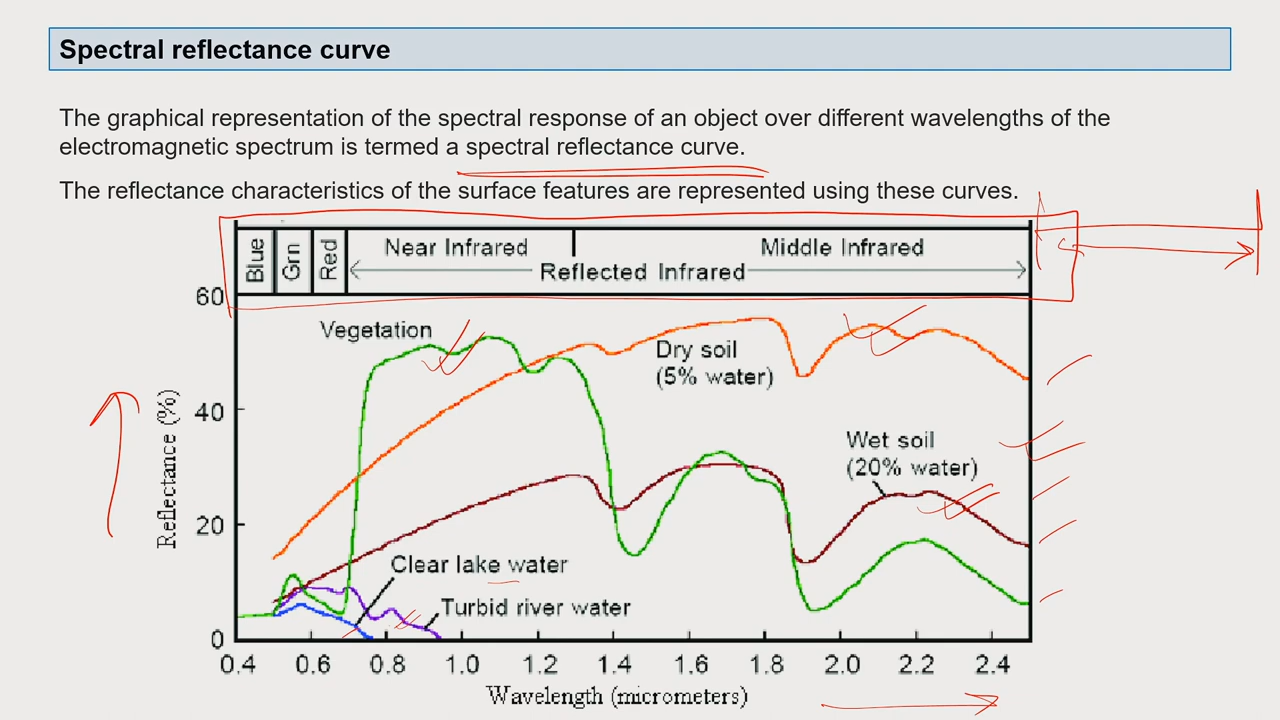 Spectral reflectance curve
The graphical representation of the spectral response of an object over different wavelengths of the
electromagnetic spectrum is termed a spectral reflectance curve.
The reflectance characteristics of the surface features are represented using these curves.
Blue
Grn
Red
Near Infrared
Middle Infrared
Reflected Infrared
60
40
20
0
Reflectance (%)
Vegetation
Dry soil
(5% water)
Wet soil
(20% water)
Clear lake water
Turbid river water
0.4 0.6 0.8 1.0 1.2 1.4 1.6 1.8 2.0 2.2 2.4
Wavelength (micrometers)